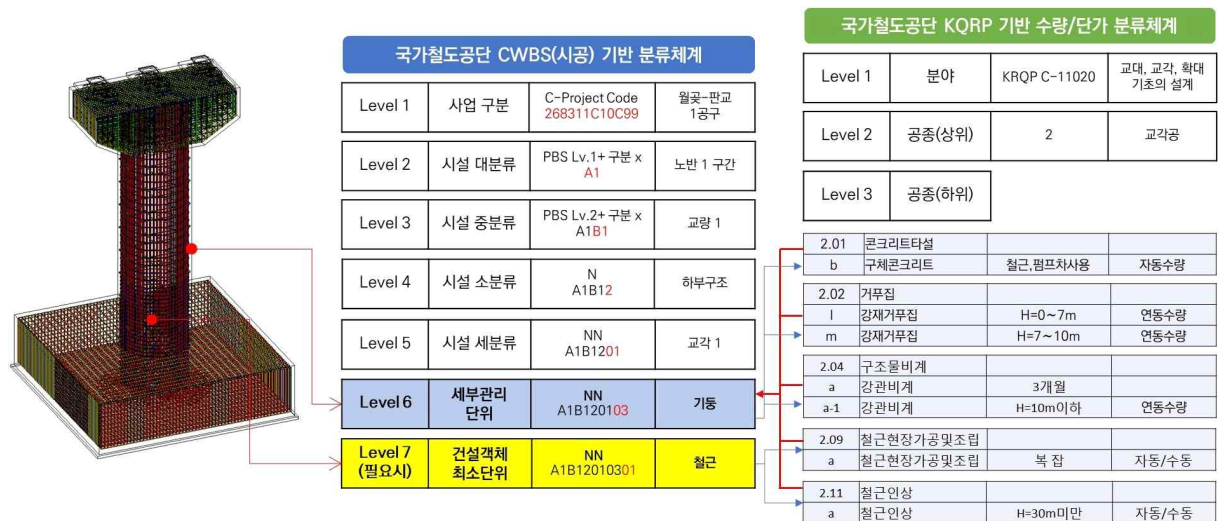 국가철도공단 CWBS(시공) 기반 분류체계
Level 1 사업 구분 C-Project Code 월곶-판교
268311C10C99 1공구
Level 2 시설 대분류 PBS Lv.1+ 구분 x 노반 1 구간
A1
Level 3 시설 중분류 PBS Lv.2+ 구분 x 교량 1
A1B1
Level 4 시설 소분류 N 하부구조
A1B12
Level 5 시설 세분류 NN 교각 1
A1B1201
Level 6 세부관리 NN 기둥
단위 A1B120103
Level 7 건설객체 NN 철근
(필요시) 최소단위 A1B12010301
국가철도공단 KQRP 기반 수량/단가 분류체계
Level 1 분야 KRQP C-11020 교대, 교각, 확대
기초의 설계
Level 2 공종(상위) 2 교각공
Level 3 공종(하위)
2.01 콘크리트타설
b 구체콘크리트 철근,펌프차사용 자동수량
2.02 거푸집
l 강재거푸집 H=0~7m 연동수량
m 강재거푸집 H=7~10m 연동수량
2.04 구조물비계
a 강관비계 3개월
a-1 강관비계 H=10m이하 연동수량
2.09 철근현장가공및조립
a 철근현장가공및조립 복 잡 자동/수동
2.11 철근인상
a 철근인상 H=30m미만 자동/수동